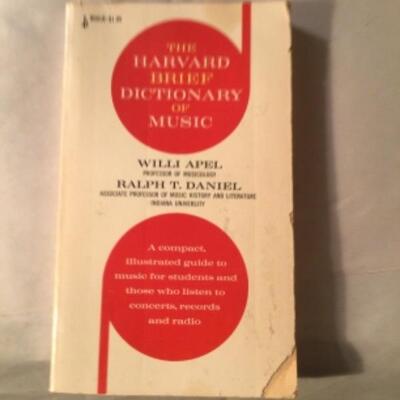 THE
HARVARD
BRIEF
DICTIONARY
OF
MUSIC
WILLI APEL
PROFESSOR OF MUSICOLOGY
RALPH T. DANIEL
ASSOCIATE PROFESSOR OF MUSIC HISTORY AND LITERATURE
INDIANA UNIVERSITY
A compact,
illustrated guide to
music for students and
those who listen to
concerts, records
and radio